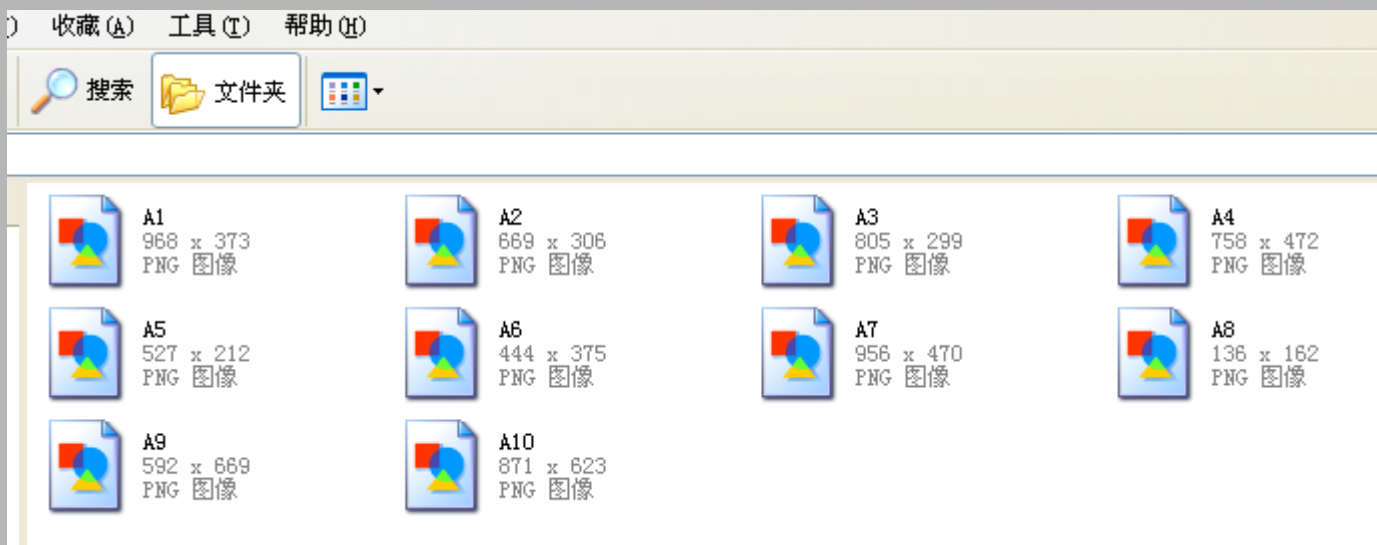 ) 收藏(A) 工具(T) 帮助(H)
搜索 文件夹
A1
968 x 373
PNG 图像
A2
669 x 306
PNG 图像
A3
805 x 299
PNG 图像
A4
758 x 472
PNG 图像
A5
527 x 212
PNG 图像
A6
444 x 375
PNG 图像
A7
956 x 470
PNG 图像
A8
136 x 162
PNG 图像
A9
592 x 669
PNG 图像
A10
871 x 623
PNG 图像